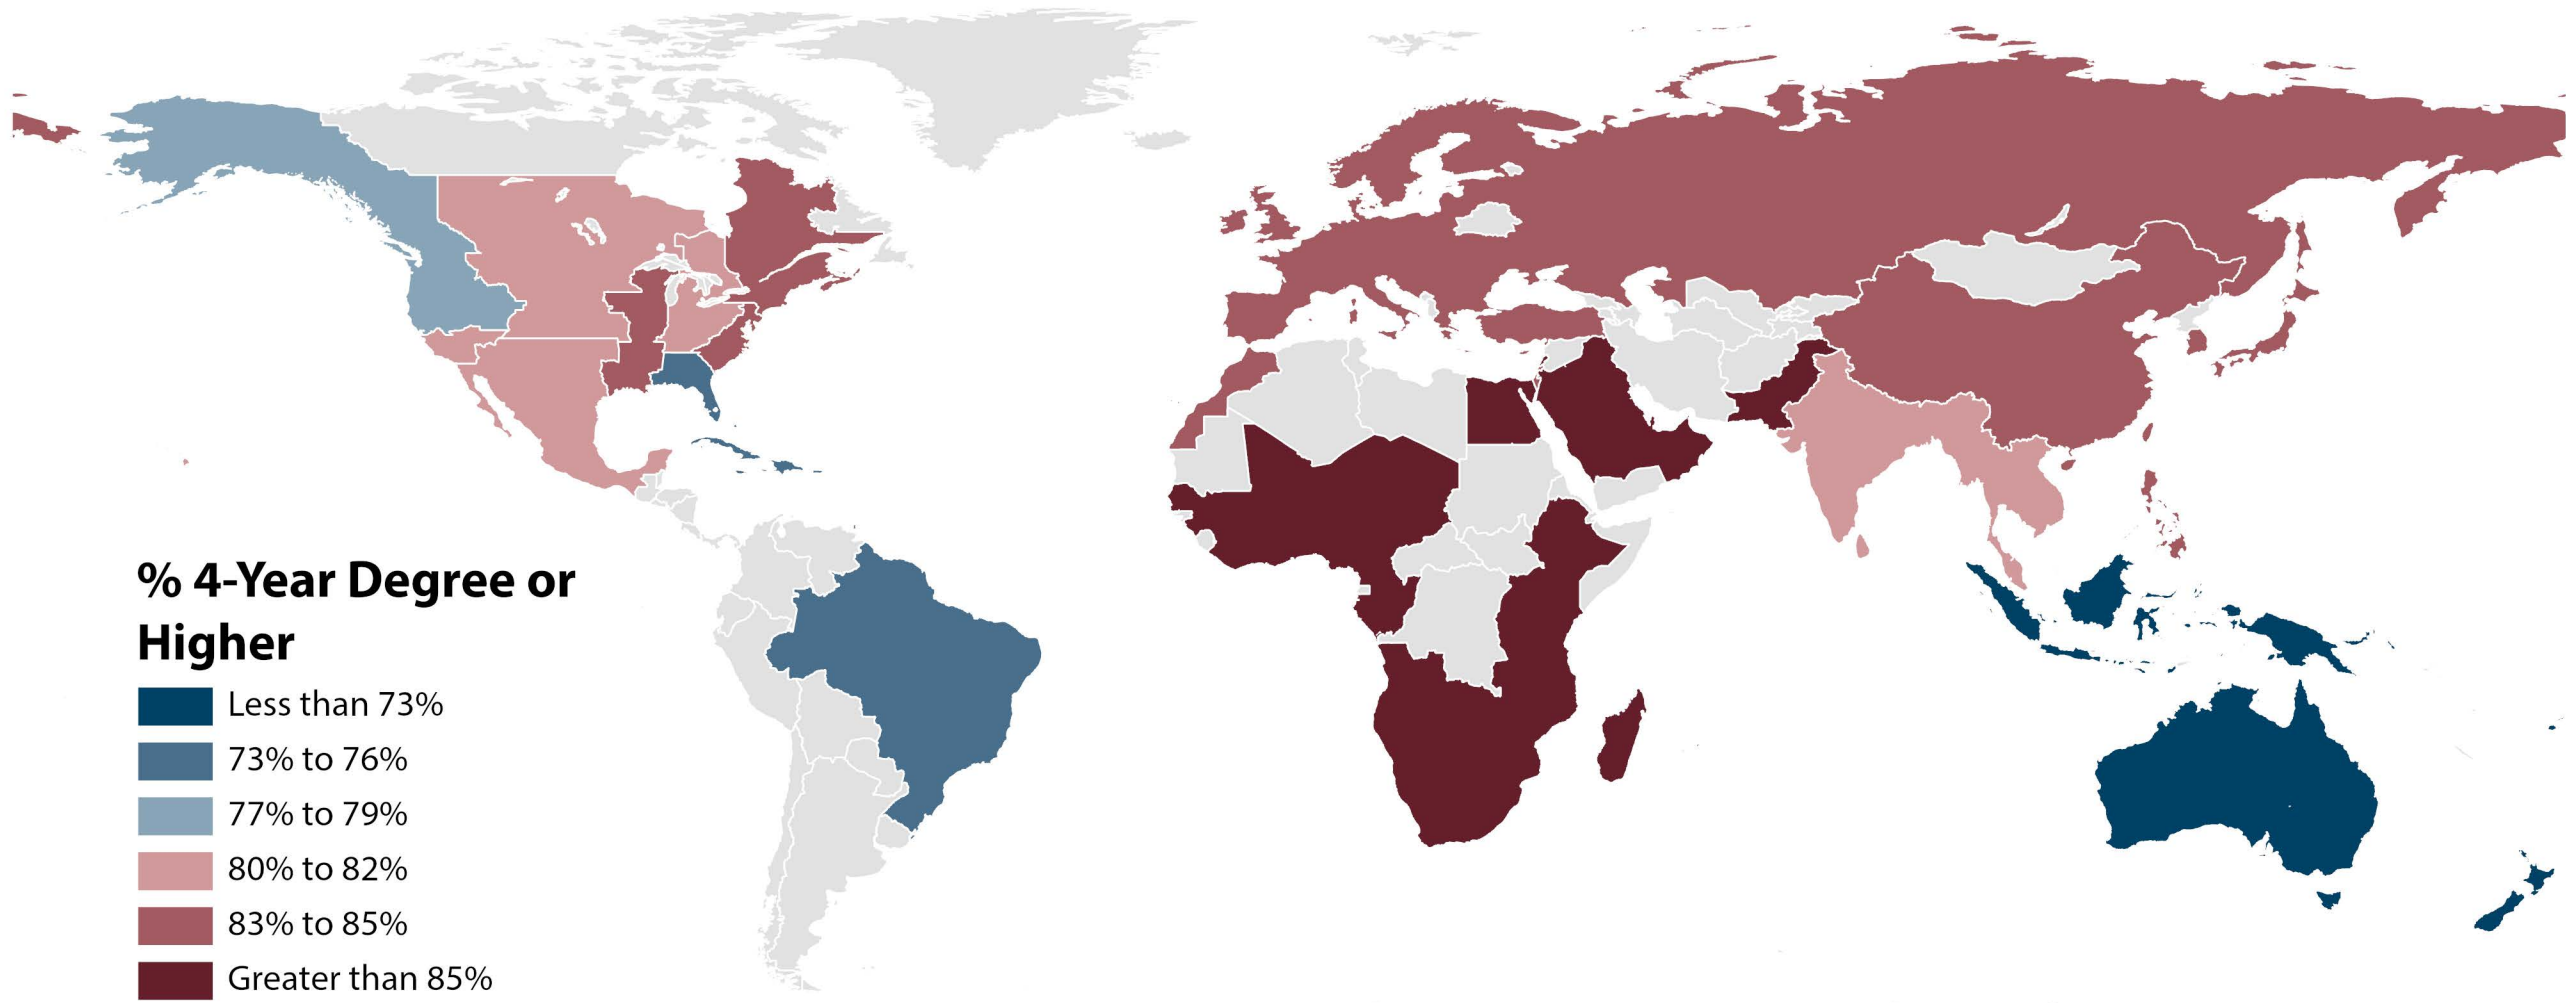 % 4-Year Degree or
Higher
Less than 73%
73% to 76%
77% to 79%
80% to 82%
83% to 85%
Greater than 85%